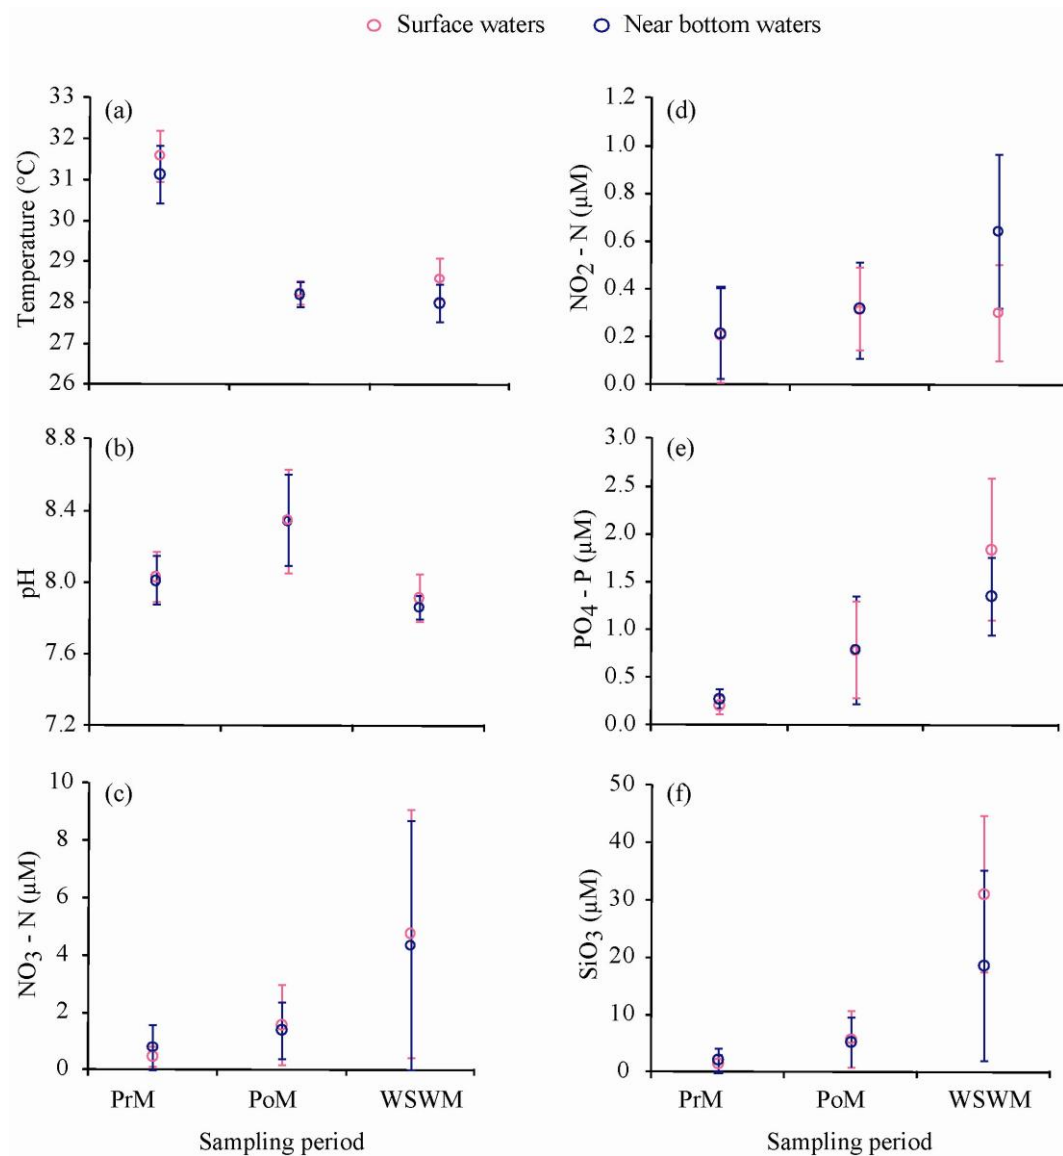 Surface waters Near bottom waters
(a)
Temperature (°C)
33
32
31
30
29
28
27
26
(d)
NO2 - N (µM)
1.2
1.0
0.8
0.6
0.4
0.2
0.0
(b)
pH
8.8
8.4
8.0
7.6
7.2
(e)
PO4 - P (µM)
3.0
2.5
2.0
1.5
1.0
0.5
0.0
(c)
NO3 - N (µM)
10
8
6
4
2
0
PrM PoM WSWM
Sampling period
(f)
SiO3 (µM)
50
40
30
20
10
0
PrM PoM WSWM
Sampling period